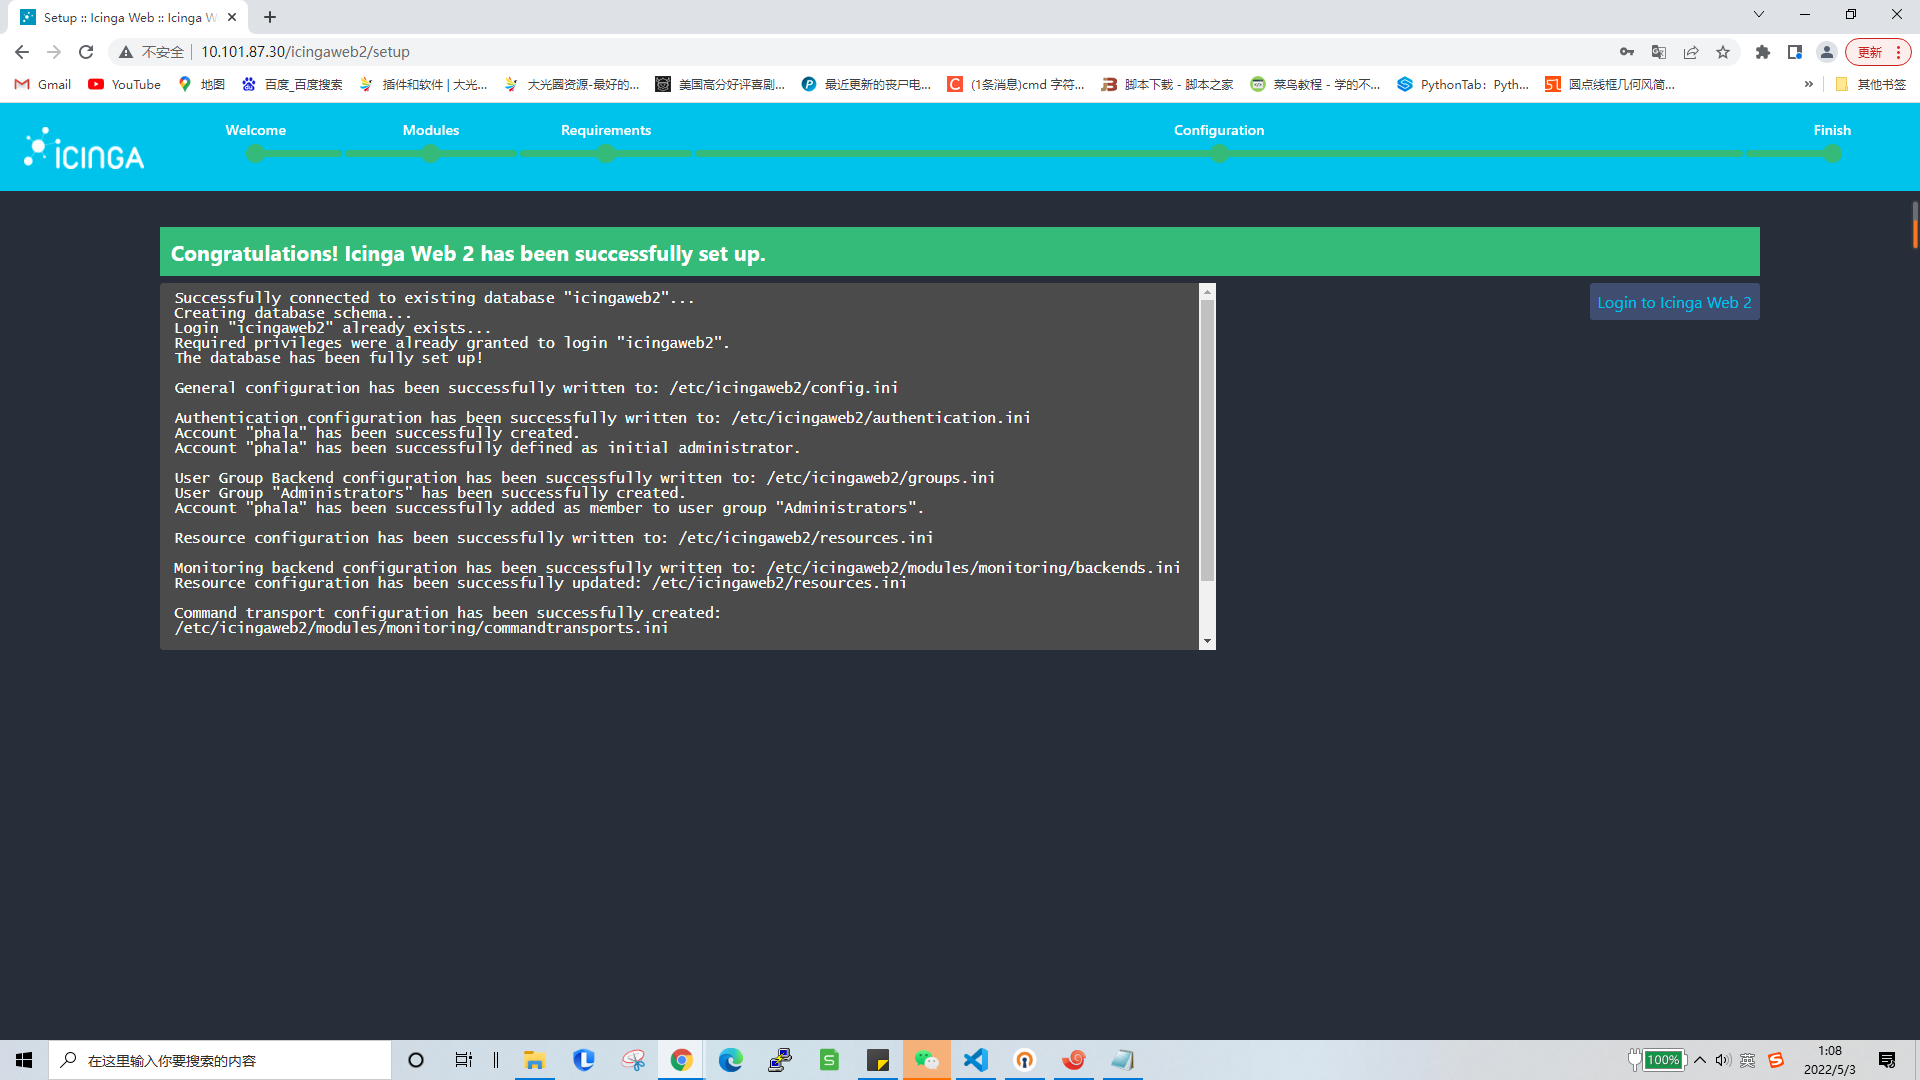 Setup :: Icinga Web :: Icinga W
不安全
10.101.87.30/icingaweb2/setup
更新
Gmail
YouTube
地图
百度_百度搜索
插件和软件 | 大光...
大光圈资源-最好的...
美国高分好评喜剧...
最近更新的丧尸电...
(1条消息)cmd 字符...
脚本下载 - 脚本之家
菜鸟教程 - 学的不...
PythonTab：Pyth...
圆点线框几何风简...
»
其他书签
ICINGA
Welcome
Modules
Requirements
Configuration
Finish
Congratulations! Icinga Web 2 has been successfully set up.
Login to Icinga Web 2
Successfully connected to existing database "icingaweb2"...
Creating database schema...
Login "icingaweb2" already exists...
Required privileges were already granted to login "icingaweb2".
The database has been fully set up!
General configuration has been successfully written to: /etc/icingaweb2/config.ini
Authentication configuration has been successfully written to: /etc/icingaweb2/authentication.ini
Account "phala" has been successfully created.
Account "phala" has been successfully defined as initial administrator.
User Group Backend configuration has been successfully written to: /etc/icingaweb2/groups.ini
User Group "Administrators" has been successfully created.
Account "phala" has been successfully added as member to user group "Administrators".
Resource configuration has been successfully written to: /etc/icingaweb2/resources.ini
Monitoring backend configuration has been successfully written to: /etc/icingaweb2/modules/monitoring/backends.ini
Resource configuration has been successfully updated: /etc/icingaweb2/resources.ini
Command transport configuration has been successfully created:
/etc/icingaweb2/modules/monitoring/commandtransports.ini
在这里输入你要搜索的内容
100%
英
1:08
2022/5/3